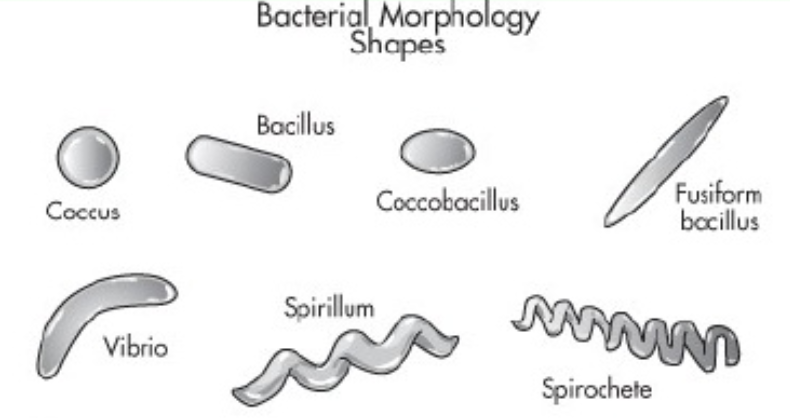 Bacterial Morphology
Shapes
Bacillus
Coccus
Coccobacillus
Fusiform
bacillus
Vibrio
Spirillum
Spirochete